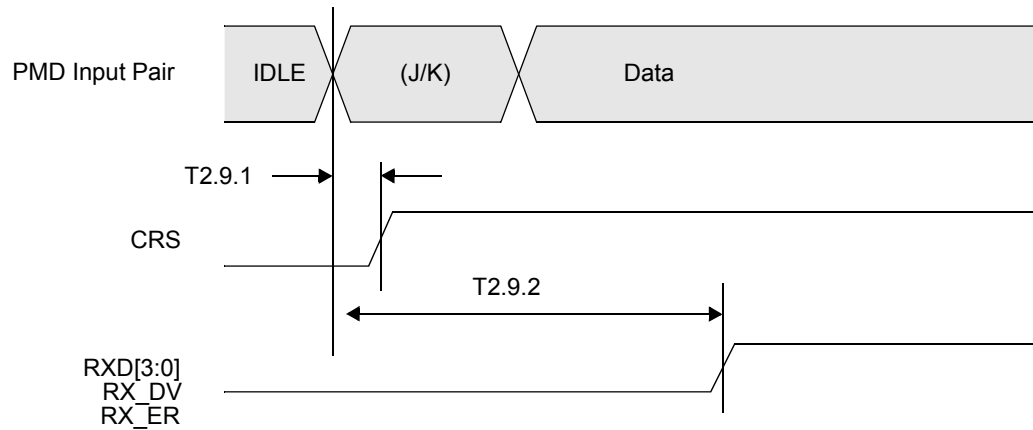 PMD Input Pair
IDLE
(J/K)
Data
T2.9.1
CRS
T2.9.2
RXD[3:0]
RX_DV
RX_ER